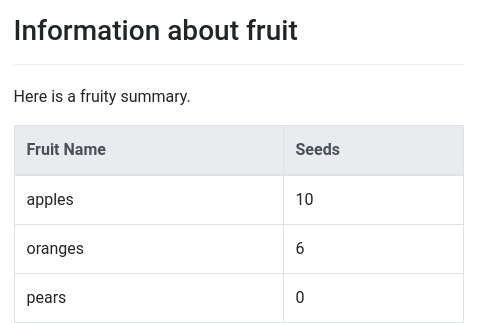 Information about fruit
Here is a fruity summary.
Fruit Name Seeds
apples 10
oranges 6
pears 0